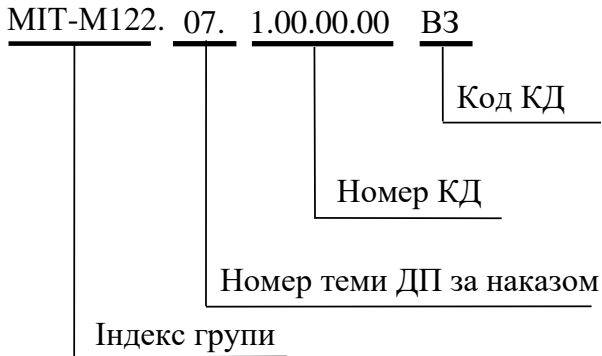 МІТ-М122. 07. 1.00.00.00 ВЗ
Код КД
Номер КД
Номер теми ДП за наказом
Індекс групи